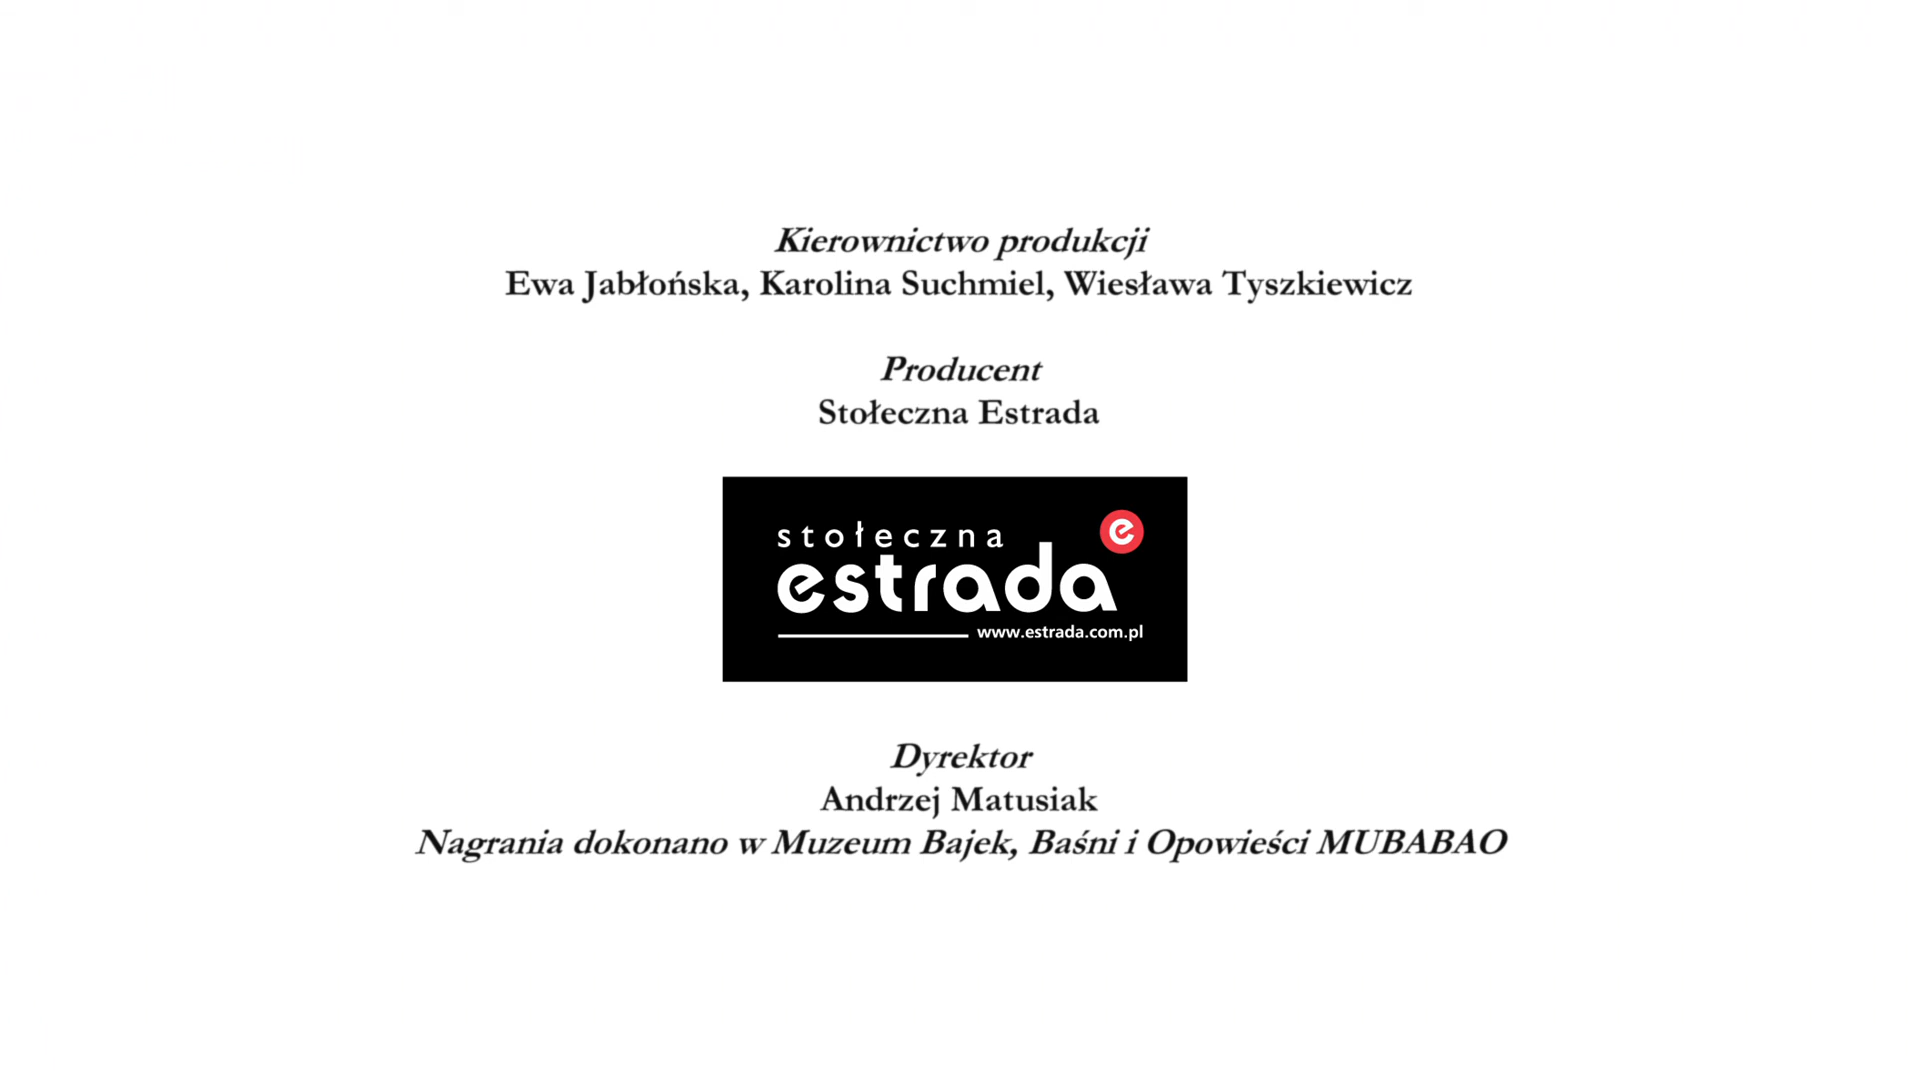 Kierownictwo produkcji
Ewa Jabłońska, Karolina Suchmiel, Wiesława Tyszkiewicz
Producent
Stołeczna Estrada
stołeczna
e
estrada
www.estrada.com.pl
Dyrektor
Andrzej Matusiak
Nagrania dokonano w Muzeum Bajek, Baśni i Opowieści MUBABAO